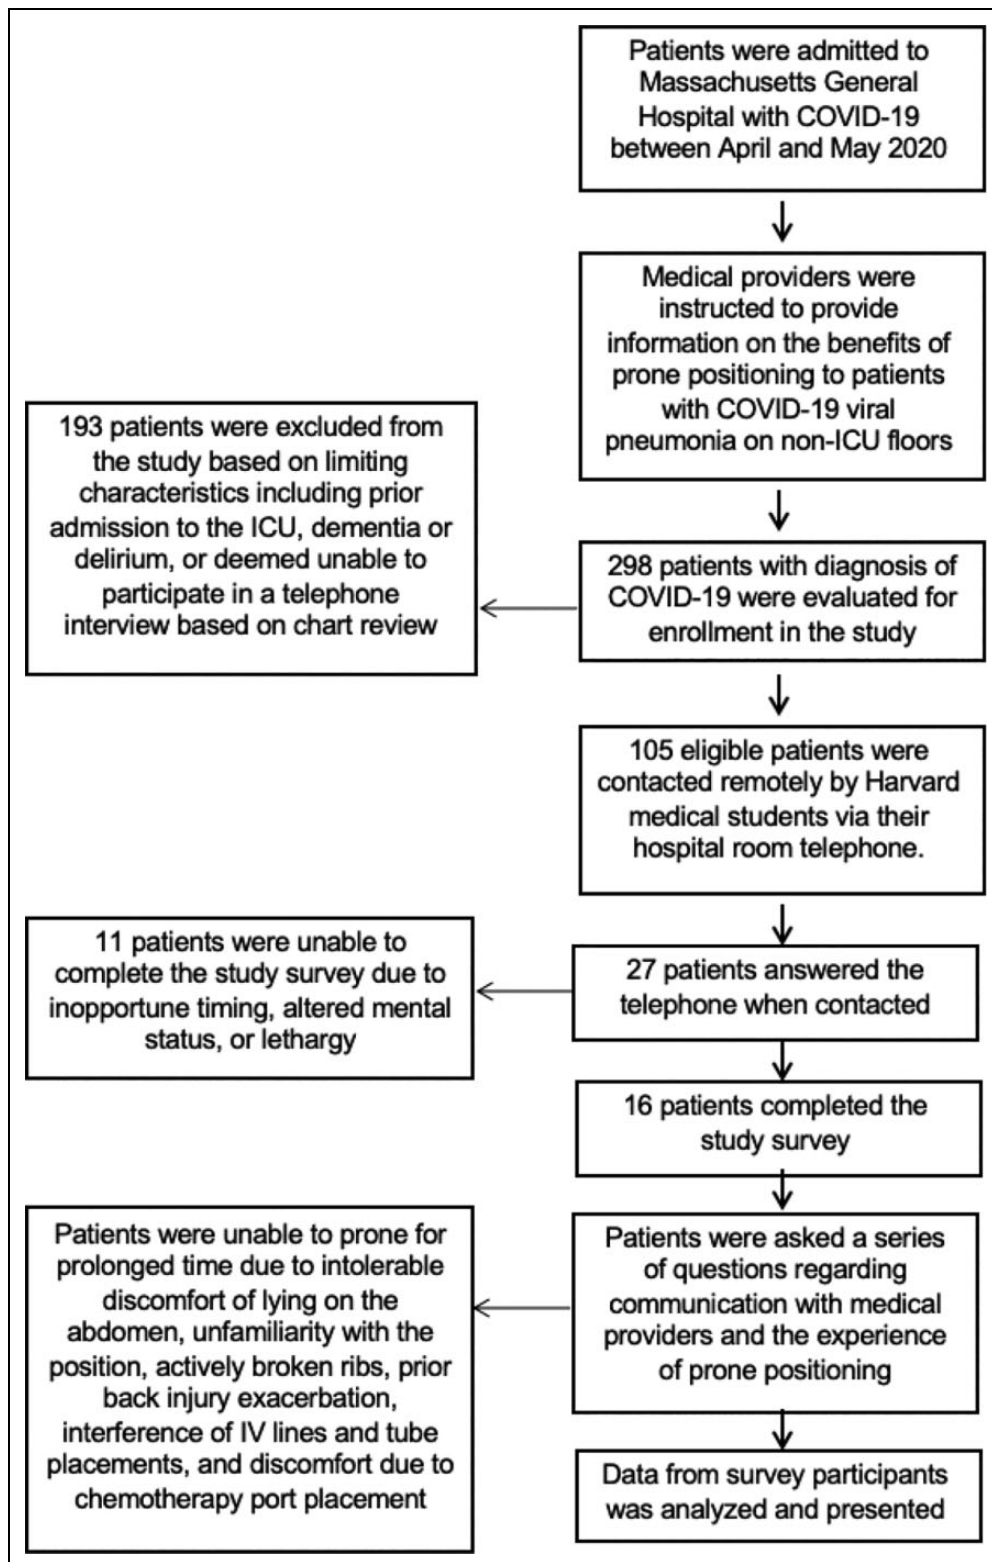 Patients were admitted to
Massachusetts General
Hospital with COVID-19
between April and May 2020
Medical providers were
instructed to provide
information on the benefits of
prone positioning to patients
with COVID-19 viral
pneumonia on non-ICU floors
193 patients were excluded from
the study based on limiting
characteristics including prior
admission to the ICU, dementia or
delirium, or deemed unable to
participate in a telephone
interview based on chart review
298 patients with diagnosis of
COVID-19 were evaluated for
enrollment in the study
105 eligible patients were
contacted remotely by Harvard
medical students via their
hospital room telephone.
11 patients were unable to
complete the study survey due to
inopportune timing, altered mental
status, or lethargy
27 patients answered the
telephone when contacted
16 patients completed the
study survey
Patients were unable to prone for
prolonged time due to intolerable
discomfort of lying on the
abdomen, unfamiliarity with the
position, actively broken ribs, prior
back injury exacerbation,
interference of IV lines and tube
placements, and discomfort due to
chemotherapy port placement
Patients were asked a series
of questions regarding
communication with medical
providers and the experience
of prone positioning
Data from survey participants
was analyzed and presented